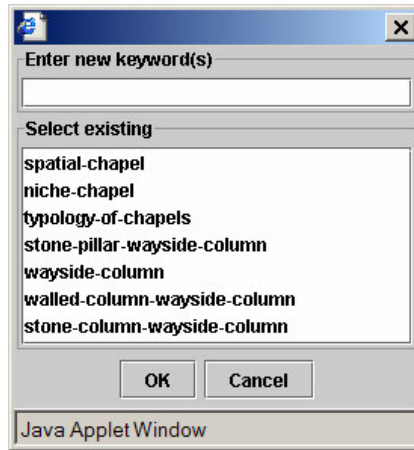 Enter new keyword(s)
Select existing
spatial-chapel
niche-chapel
typology-of-chapels
stone-pillar-wayside-column
wayside-column
walled-column-wayside-column
stone-column-wayside-column
OK Cancel
Java Applet Window